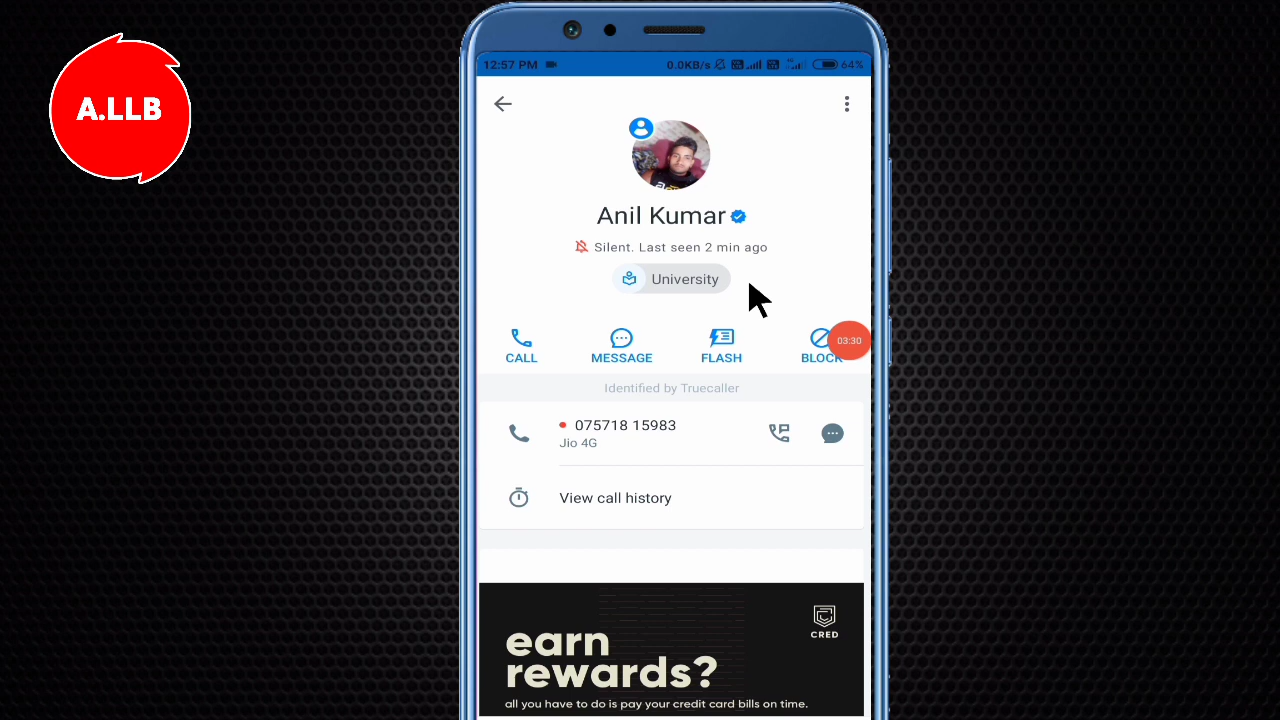 A.LLB
12:57 PM
0.0KB/s
64%
Anil Kumar
Silent. Last seen 2 min ago
University
CALL
MESSAGE
FLASH
BLOCK
03:30
Identified by Truecaller
075718 15983
Jio 4G
View call history
CRED
earn
rewards?
all you have to do is pay your credit card bills on time.